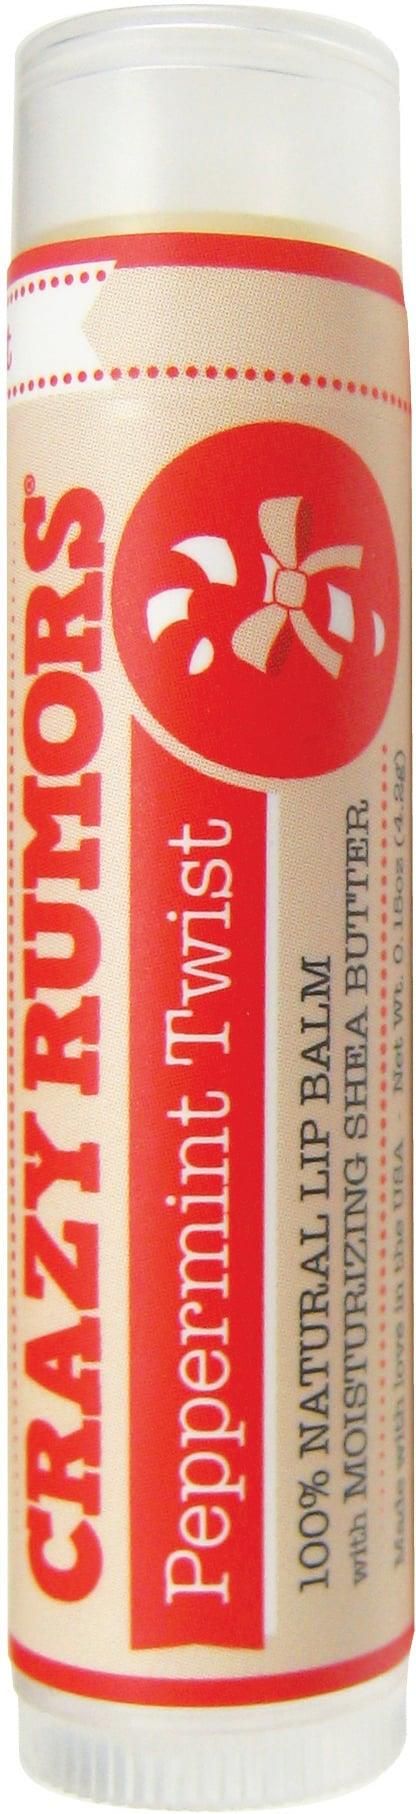 CRAZY RUMORS®
Peppermint Twist
100% NATURAL LIP BALM
with MOISTURIZING SHEA BUTTER
Made with love in the USA · Net Wt. 0.15oz (4.2g)
t